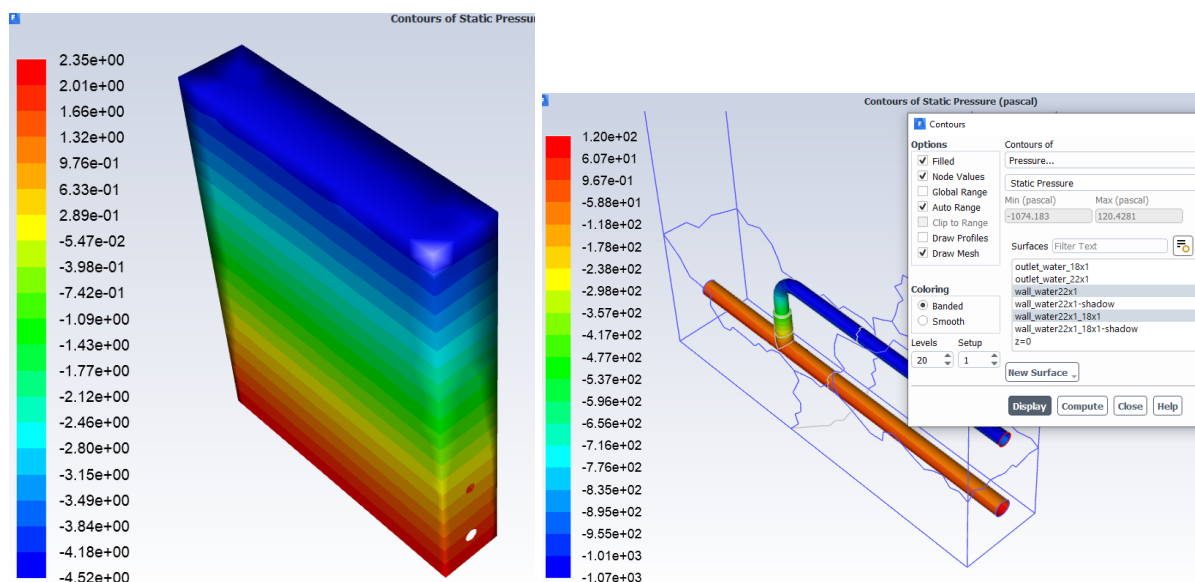 Contours of Static Pressu
2.35e+00
2.01e+00
1.66e+00
1.32e+00
9.76e-01
6.33e-01
2.89e-01
-5.47e-02
-3.98e-01
-7.42e-01
-1.09e+00
-1.43e+00
-1.77e+00
-2.12e+00
-2.46e+00
-2.80e+00
-3.15e+00
-3.49e+00
-3.84e+00
-4.18e+00
-4.52e+00
Contours of Static Pressure (pascal)
1.20e+02
6.07e+01
9.67e-01
-5.88e+01
-1.18e+02
-1.78e+02
-2.38e+02
-2.98e+02
-3.57e+02
-4.17e+02
-4.77e+02
-5.37e+02
-5.96e+02
-6.56e+02
-7.16e+02
-7.76e+02
-8.35e+02
-8.95e+02
-9.55e+02
-1.01e+03
-1.07e+03
Contours
Options
Filled
Node Values
Global Range
Auto Range
Clip to Range
Draw Profiles
Draw Mesh
Coloring
Banded
Smooth
Levels Setup
20 1
Contours of
Pressure...
Static Pressure
Min (pascal) Max (pascal)
-1074.183 120.4281
Surfaces Filter Text
outlet_water_18x1
outlet_water_22x1
wall_water22x1
wall_water22x1-shadow
wall_water22x1_18x1
wall_water22x1_18x1-shadow
z=0
New Surface
Display Compute Close Help